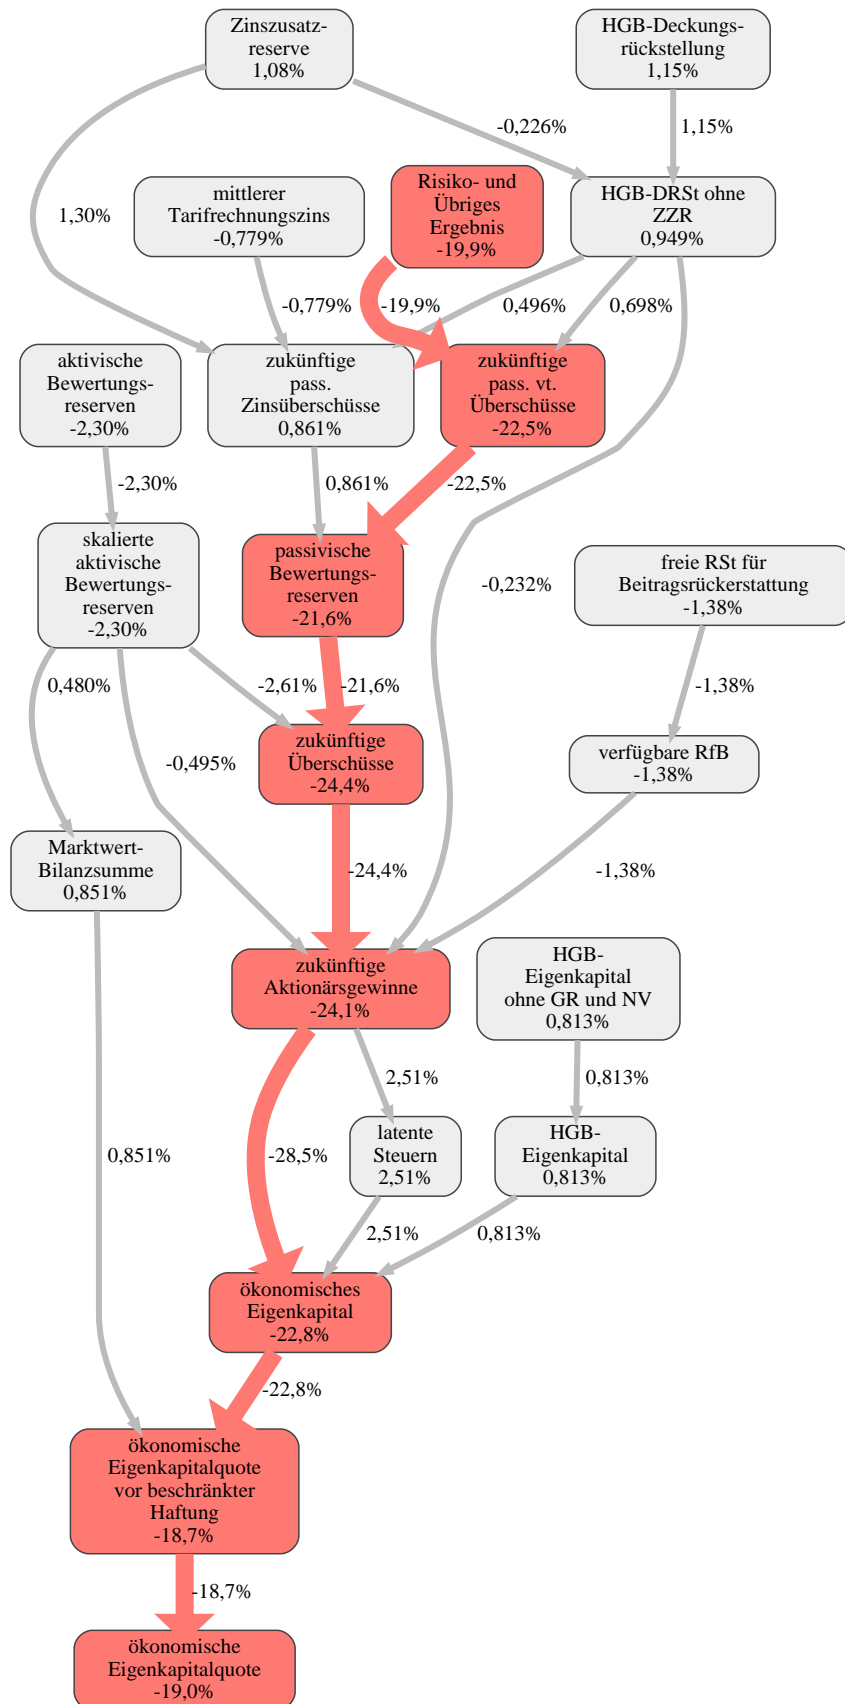 Zinszusatz-
reserve
1,08%
HGB-Deckungs-
rückstellung
1,15%
-0,226%
1,15%
mittlerer
Tarifrechnungszins
-0,779%
Risiko- und
Übriges
Ergebnis
-19,9%
HGB-DRSt ohne
ZZR
0,949%
1,30%
-0,779%
-19,9%
0,496%
0,698%
aktivische
Bewertungs-
reserven
-2,30%
zukünftige
pass.
Zinsüberschüsse
0,861%
zukünftige
pass. vt.
Überschüsse
-22,5%
-2,30%
0,861%
-22,5%
skalierte
aktivische
Bewertungs-
reserven
-2,30%
passivische
Bewertungs-
reserven
-21,6%
-0,232%
freie RSt für
Beitragsrückerstattung
-1,38%
0,480%
-2,61%
-21,6%
-1,38%
-0,495%
zukünftige
Überschüsse
-24,4%
verfügbare RfB
-1,38%
Marktwert-
Bilanzsumme
0,851%
-24,4%
-1,38%
zukünftige
Aktionärsgewinne
-24,1%
HGB-
Eigenkapital
ohne GR und NV
0,813%
2,51%
0,813%
0,851%
-28,5%
latente
Steuern
2,51%
HGB-
Eigenkapital
0,813%
2,51%
0,813%
ökonomisches
Eigenkapital
-22,8%
-22,8%
ökonomische
Eigenkapitalquote
vor beschränkter
Haftung
-18,7%
-18,7%
ökonomische
Eigenkapitalquote
-19,0%